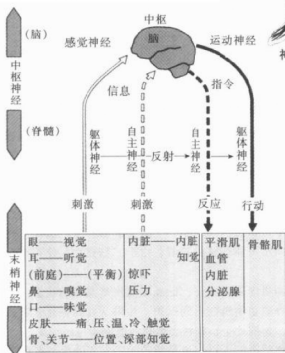 中枢
(脑)
感觉神经
脑
运动神经
神
中枢神经
信息
指令
(脊髓)
躯体神经
自主神经
反射
自主神经
躯体神经
刺激
刺激
反应
行动
末梢神经
眼——视觉
耳——听觉
(前庭)——(平衡)
鼻——嗅觉
口——味觉
皮肤——痛、压、温、冷、触觉
骨、关节——位置、深部知觉
内脏——内脏
知觉
惊吓
压力
平滑肌
血管
内脏
分泌腺
骨骼肌